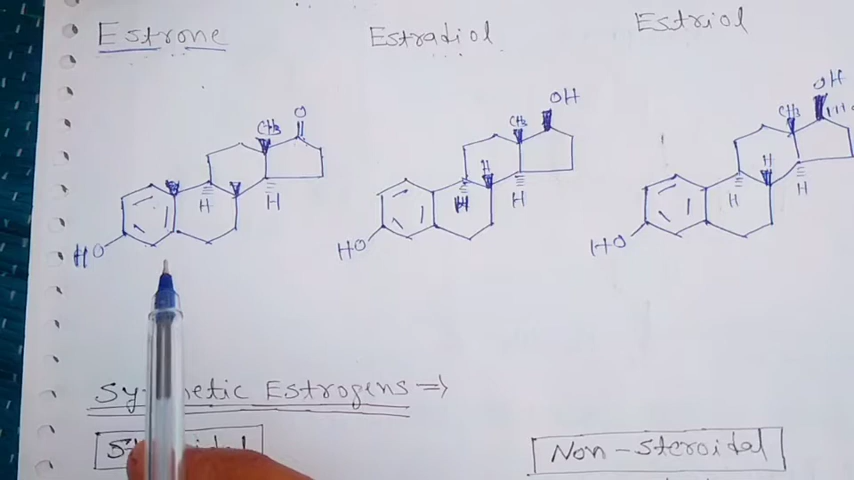 Estrone Estradiol Estriol
CH3 O
H H
HO
OH
CH3
H
H H
HO
OH
CH3
H
H H
HO
Synthetic Estrogens ⇒
Non-steroidal